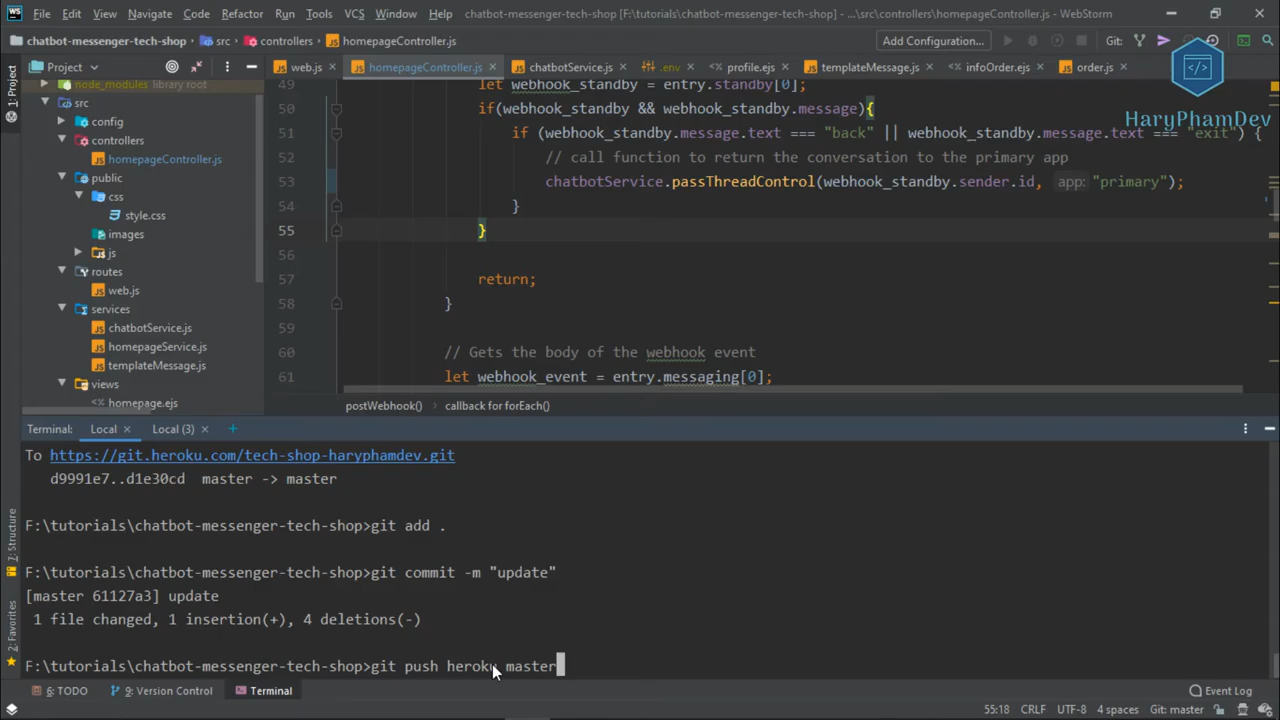 File Edit View Navigate Code Refactor Run Tools VCS Window Help chatbot-messenger-tech-shop [F:\tutorials\chatbot-messenger-tech-shop] - ...\src\controllers\homepageController.js - WebStorm
chatbot-messenger-tech-shop src controllers homepageController.js Add Configuration... Git:
1: Project
Project
node_modules library root
src
config
controllers
homepageController.js
public
css
style.css
images
js
routes
web.js
services
chatbotService.js
homepageService.js
templateMessage.js
views
homepage.ejs
web.js homepageController.js chatbotService.js .env profile.ejs templateMessage.js infoOrder.ejs order.js
HaryPhamDev
49 let webhook_standby = entry.standby[0];
50 if(webhook_standby && webhook_standby.message){
51 if (webhook_standby.message.text === "back" || webhook_standby.message.text === "exit") {
52 // call function to return the conversation to the primary app
53 chatbotService.passThreadControl(webhook_standby.sender.id, app: "primary");
54 }
55 }
56
57 return;
58 }
59
60 // Gets the body of the webhook event
61 let webhook_event = entry.messaging[0];
postWebhook() callback for forEach()
Terminal: Local Local (3)
To https://git.heroku.com/tech-shop-haryphamdev.git
d9991e7..d1e30cd master -> master
F:\tutorials\chatbot-messenger-tech-shop>git add .
F:\tutorials\chatbot-messenger-tech-shop>git commit -m "update"
[master 61127a3] update
1 file changed, 1 insertion(+), 4 deletions(-)
F:\tutorials\chatbot-messenger-tech-shop>git push heroku master
7: Structure
2: Favorites
6: TODO 9: Version Control Terminal Event Log
55:18 CRLF UTF-8 4 spaces Git: master